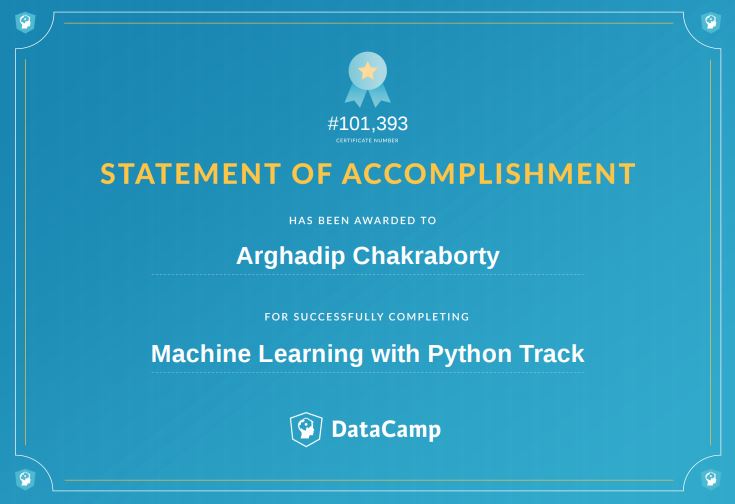 #101,393
CERTIFICATE NUMBER
STATEMENT OF ACCOMPLISHMENT
HAS BEEN AWARDED TO
Arghadip Chakraborty
FOR SUCCESSFULLY COMPLETING
Machine Learning with Python Track
DataCamp